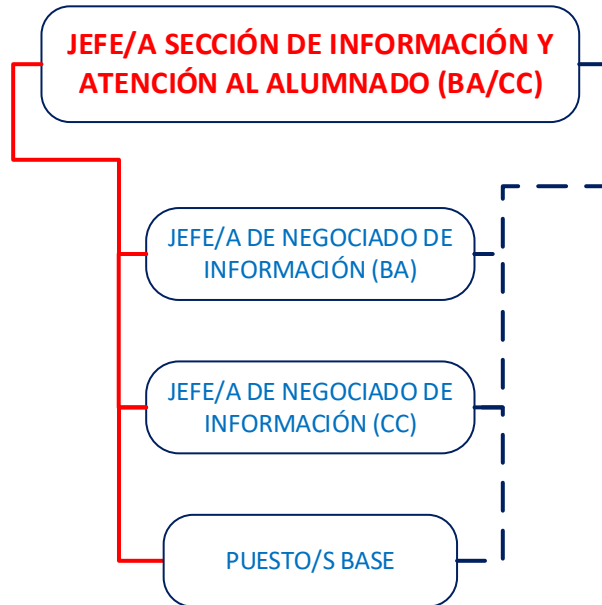 JEFE/A SECCIÓN DE INFORMACIÓN Y
ATENCIÓN AL ALUMNADO (BA/CC)
JEFE/A DE NEGOCIADO DE
INFORMACIÓN (BA)
JEFE/A DE NEGOCIADO DE
INFORMACIÓN (CC)
PUESTO/S BASE